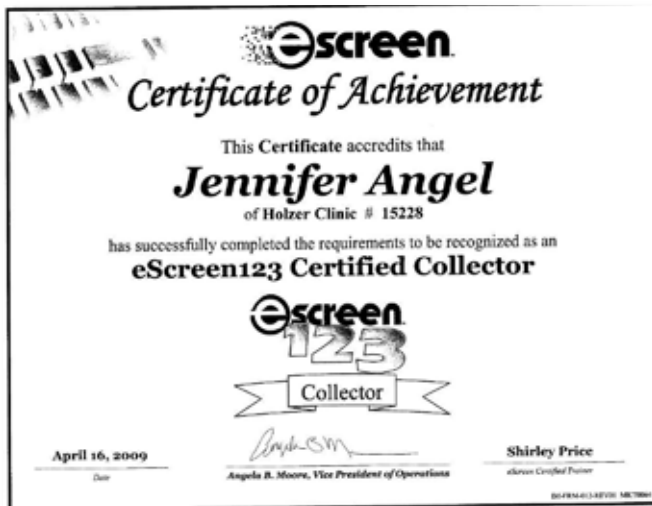 escreen
Certificate of Achievement
This Certificate accredits that
Jennifer Angel
of Holzer Clinic # 15228
has successfully completed the requirements to be recognized as an
eScreen123 Certified Collector
escreen
123
Collector
April 16, 2009
Date
Angela B. Moore, Vice President of Operations
Shirley Price
eScreen Certified Trainer